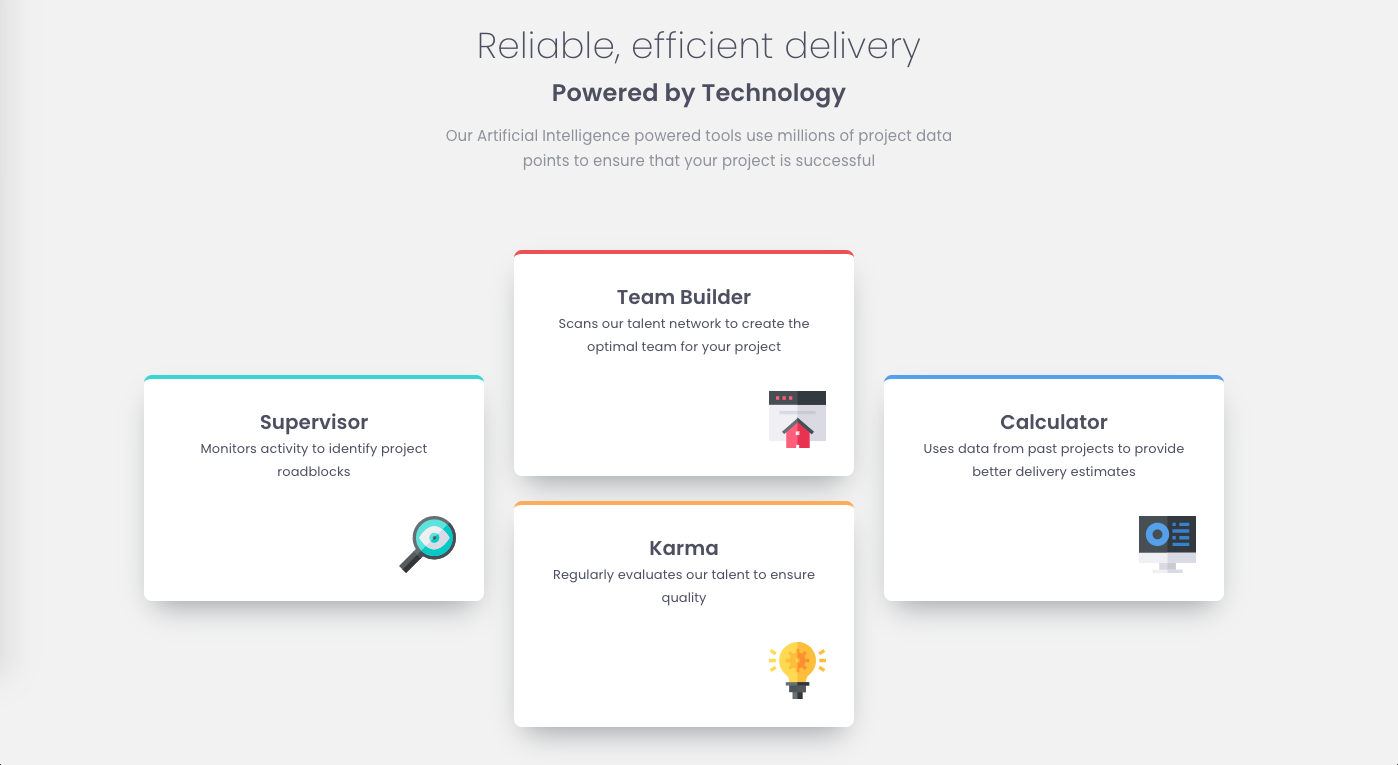 Reliable, efficient delivery
Powered by Technology
Our Artificial Intelligence powered tools use millions of project data
points to ensure that your project is successful
Supervisor
Monitors activity to identify project
roadblocks
Team Builder
Scans our talent network to create the
optimal team for your project
Karma
Regularly evaluates our talent to ensure
quality
Calculator
Uses data from past projects to provide
better delivery estimates